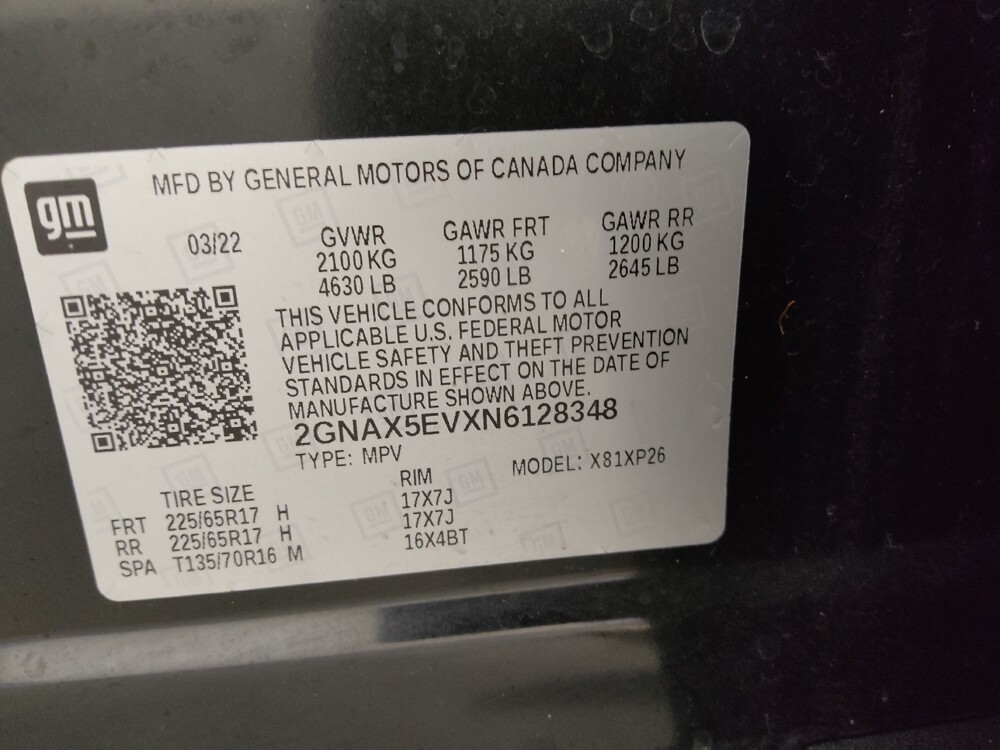 gm
MFD BY GENERAL MOTORS OF CANADA COMPANY
03/22
GVWR GAWR FRT GAWR RR
2100 KG 1175 KG 1200 KG
4630 LB 2590 LB 2645 LB
THIS VEHICLE CONFORMS TO ALL
APPLICABLE U.S. FEDERAL MOTOR
VEHICLE SAFETY AND THEFT PREVENTION
STANDARDS IN EFFECT ON THE DATE OF
MANUFACTURE SHOWN ABOVE.
2GNAX5EVXN6128348
TYPE: MPV MODEL: X81XP26
TIRE SIZE RIM
FRT 225/65R17 H 17X7J
RR 225/65R17 H 17X7J
SPA T135/70R16 M 16X4BT